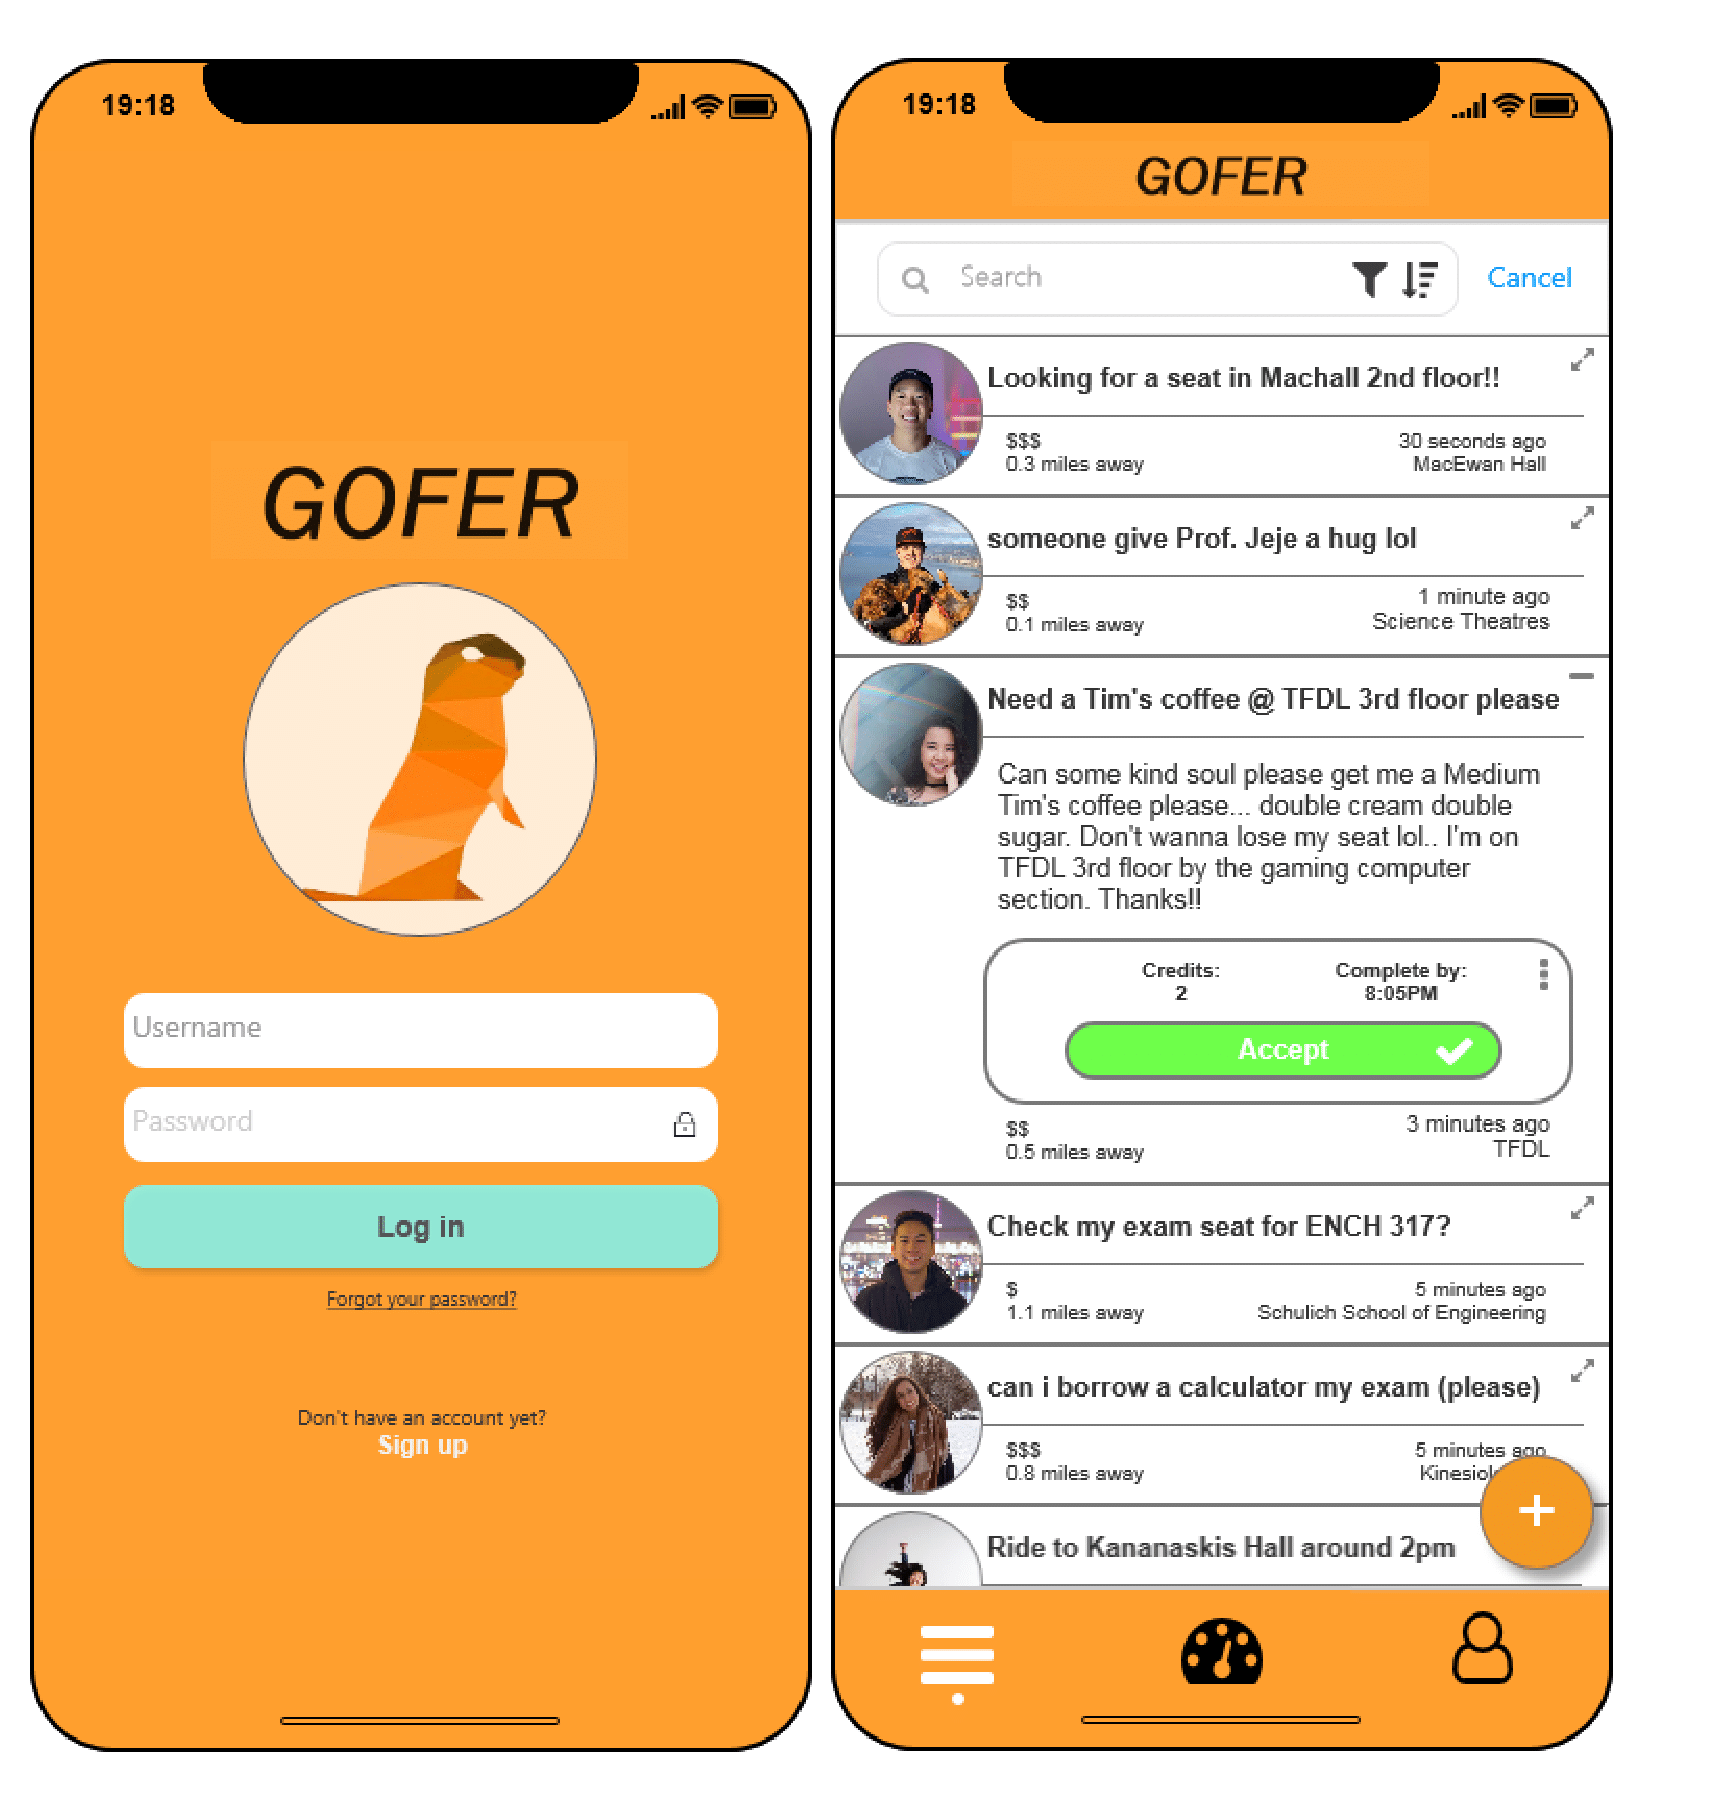 19:18
GOFER
Username
Password
Log in
Forgot your password?
Don't have an account yet?
Sign up
19:18
GOFER
Search
Cancel
Looking for a seat in Machall 2nd floor!!
$$$
30 seconds ago
0.3 miles away
MacEwan Hall
someone give Prof. Jeje a hug lol
$$
1 minute ago
0.1 miles away
Science Theatres
Need a Tim's coffee @ TFDL 3rd floor please
Can some kind soul please get me a Medium
Tim's coffee please... double cream double
sugar. Don't wanna lose my seat lol.. I'm on
TFDL 3rd floor by the gaming computer
section. Thanks!!
Credits:
2
Complete by:
8:05PM
Accept
$$
3 minutes ago
0.5 miles away
TFDL
Check my exam seat for ENCH 317?
$
5 minutes ago
1.1 miles away
Schulich School of Engineering
can i borrow a calculator my exam (please)
$$$
5 minutes ago
0.8 miles away
Ride to Kananaskis Hall around 2pm